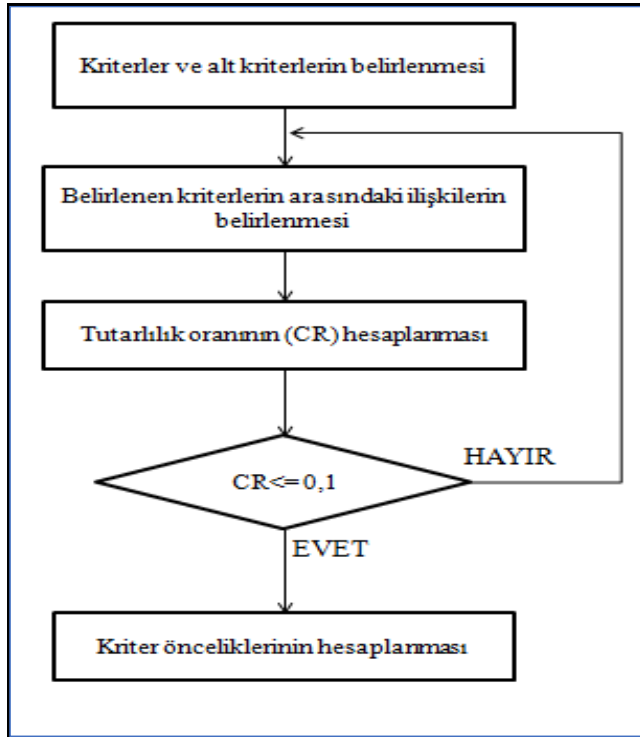 Kriterler ve alt kriterlerin belirlenmesi
Belirlenen kriterlerin arasındaki ilişkilerin
belirlenmesi
Tutarlılık oranının (CR) hesaplanması
CR<=0,1
HAYIR
EVET
Kriter önceliklerinin hesaplanması